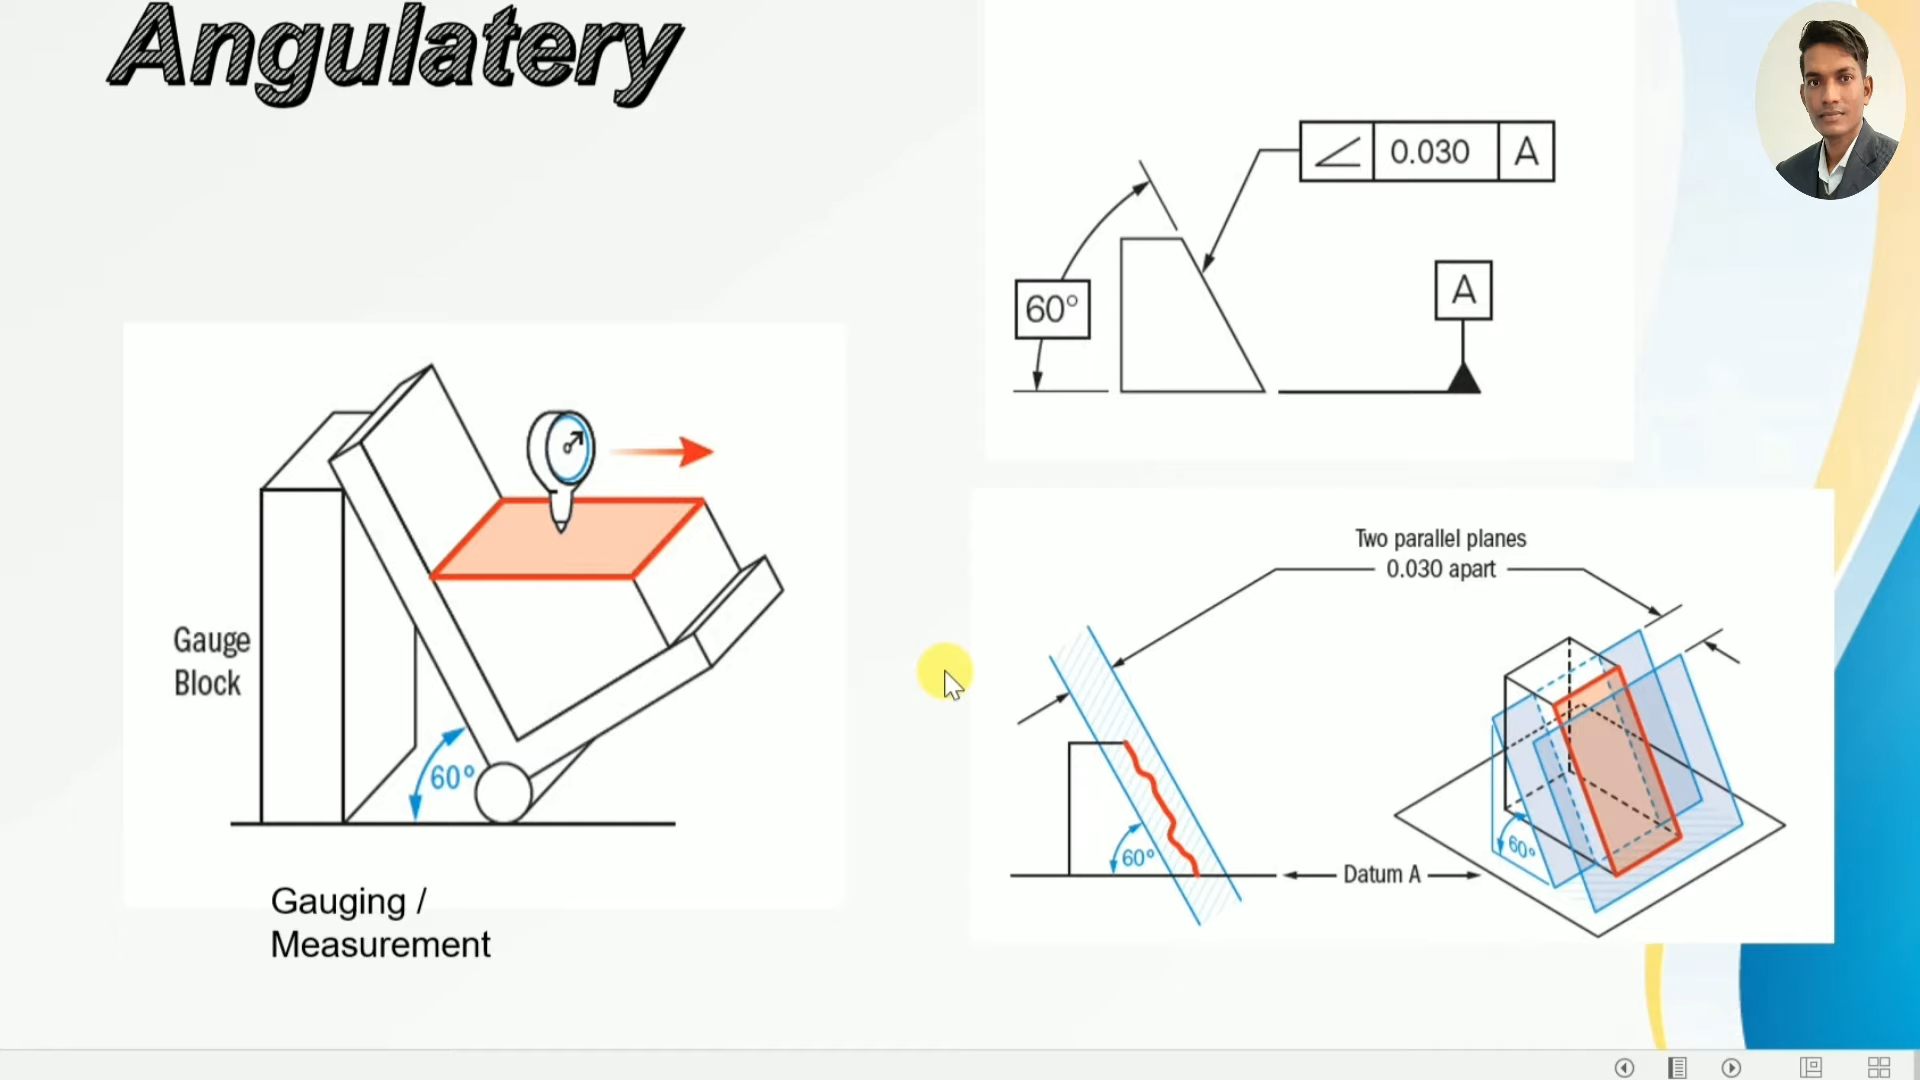 Angulatery
0.030 A
60°
A
Gauge
Block
60°
Gauging /
Measurement
Two parallel planes
0.030 apart
60°
Datum A
60°